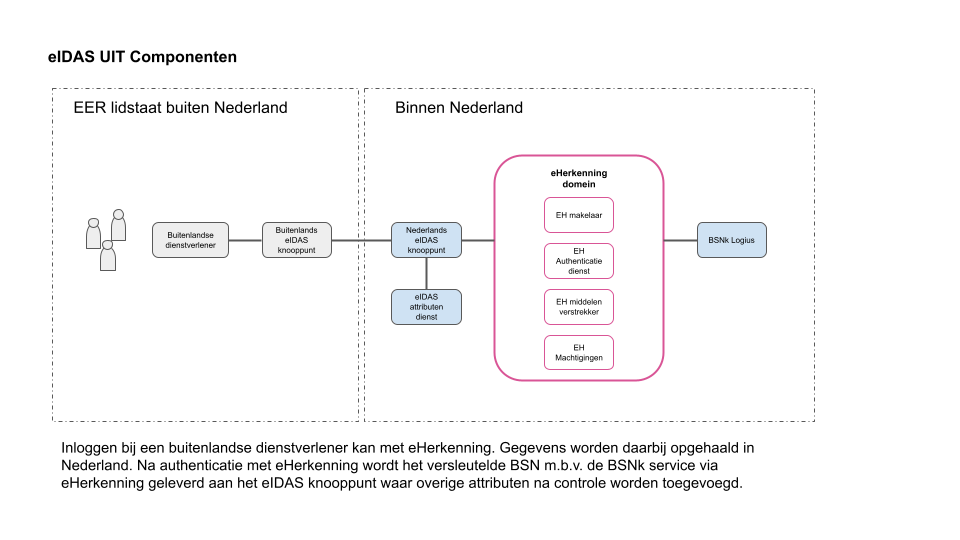 eIDAS UIT Componenten
EER lidstaat buiten Nederland
Binnen Nederland
Buitenlandse
dienstverlener
Buitenlands
eIDAS
knooppunt
Nederlands
eIDAS
knooppunt
eIDAS
attributen
dienst
eHerkenning
domein
EH makelaar
EH
Authenticatie
dienst
EH middelen
verstrekker
EH
Machtigingen
BSNk Logius
Inloggen bij een buitenlandse dienstverlener kan met eHerkenning. Gegevens worden daarbij opgehaald in
Nederland. Na authenticatie met eHerkenning wordt het versleutelde BSN m.b.v. de BSNk service via
eHerkenning geleverd aan het eIDAS knooppunt waar overige attributen na controle worden toegevoegd.